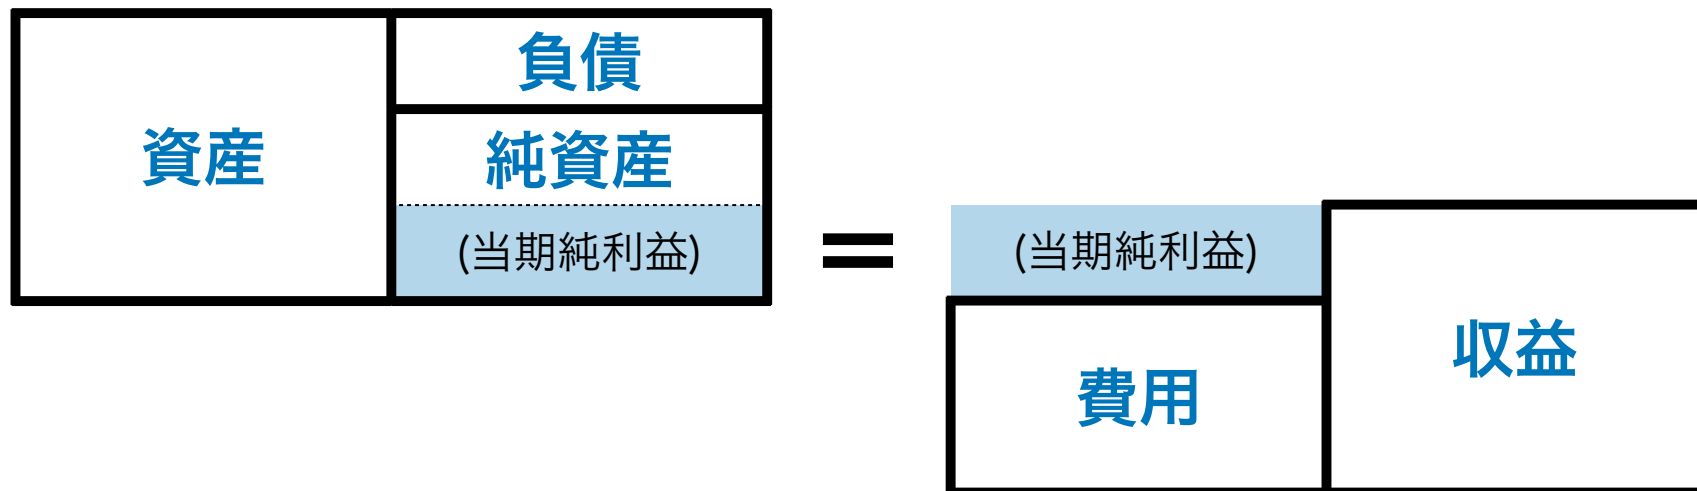 負債
資産
純資産
(当期純利益)
=
(当期純利益)
収益
費用